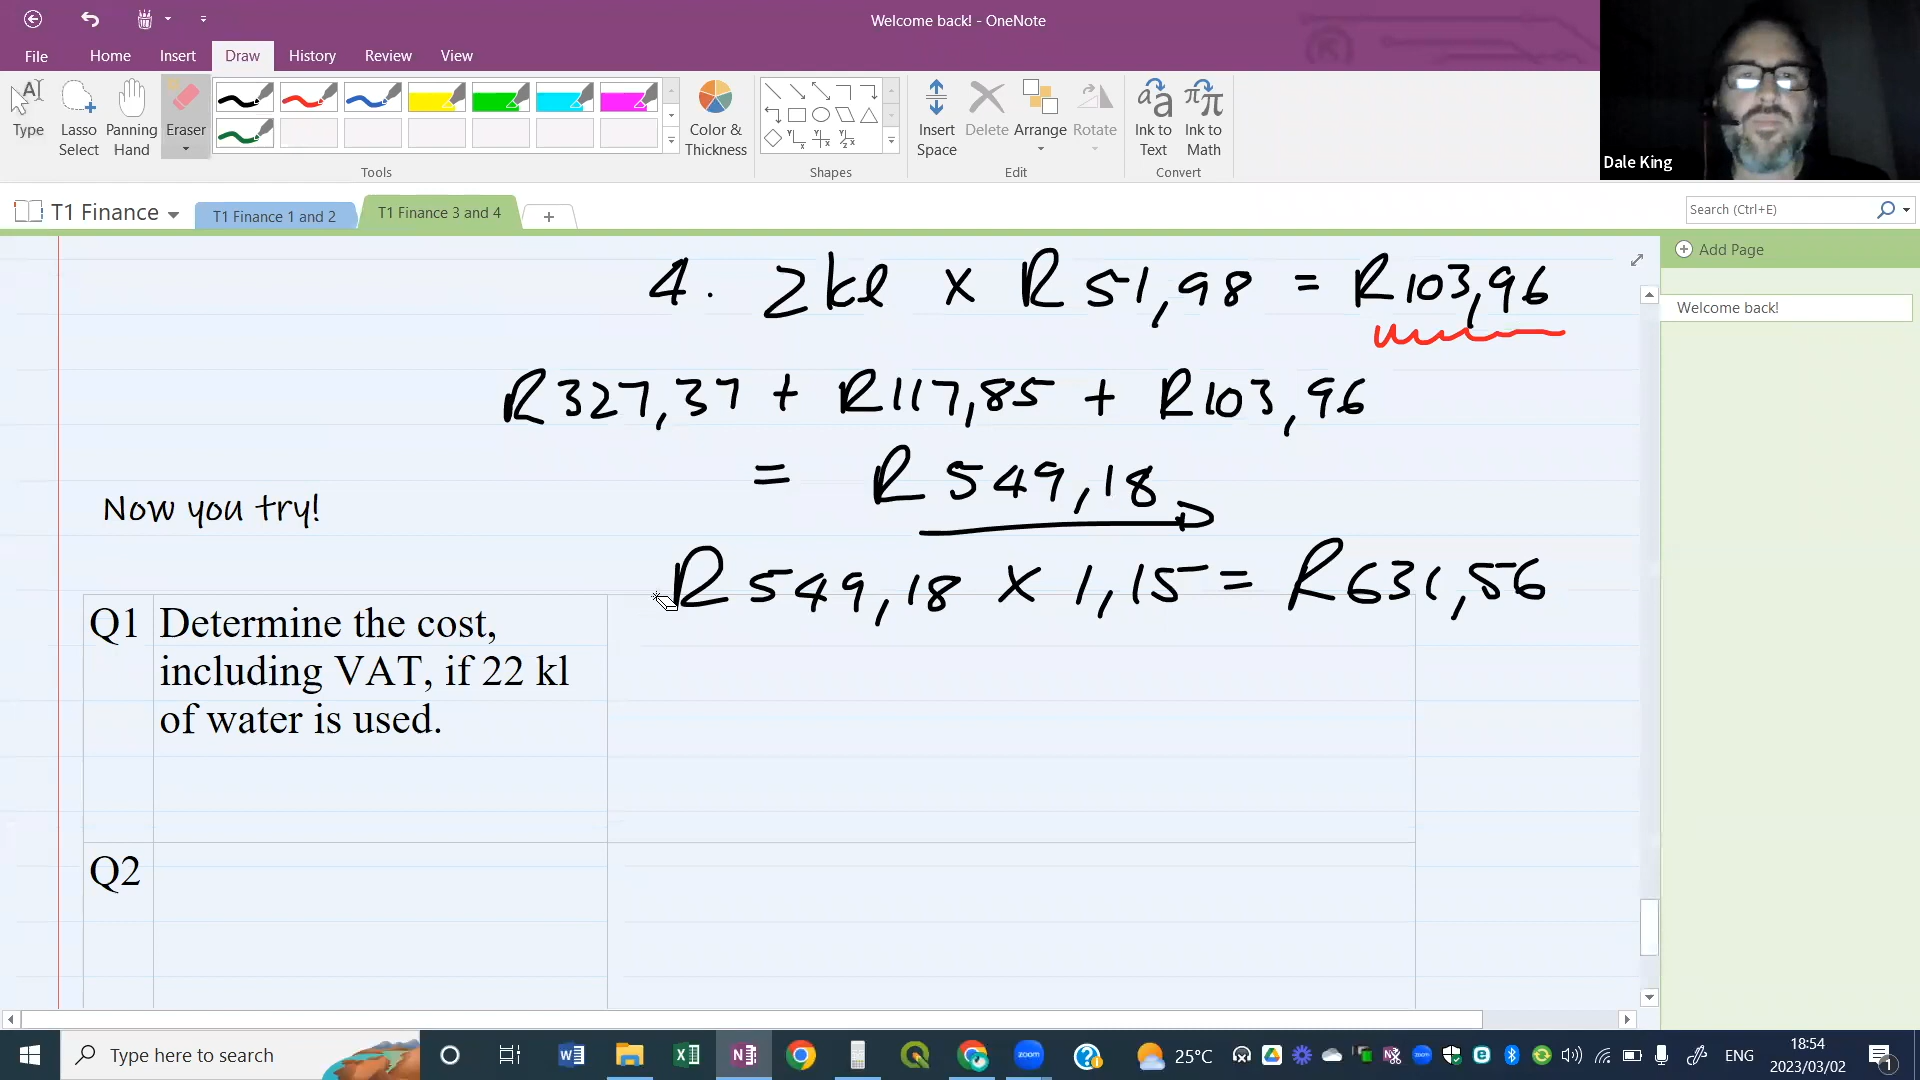 Welcome back! - OneNote
File Home Insert Draw History Review View
Type
Lasso Select
Panning Hand
Eraser
Color & Thickness
Insert Space
Delete
Arrange
Rotate
Ink to Text
Ink to Math
Tools
Shapes
Edit
Convert
Dale King
T1 Finance
T1 Finance 1 and 2
T1 Finance 3 and 4
Search (Ctrl+E)
Add Page
Welcome back!
4. 2kl x R51,98 = R103,96
R327,37 + R117,85 + R103,96
= R549,18
Now you try!
R549,18 x 1,15 = R631,56
Q1 Determine the cost,
including VAT, if 22 kl
of water is used.
Q2
Type here to search
25°C
ENG
18:54
2023/03/02
1